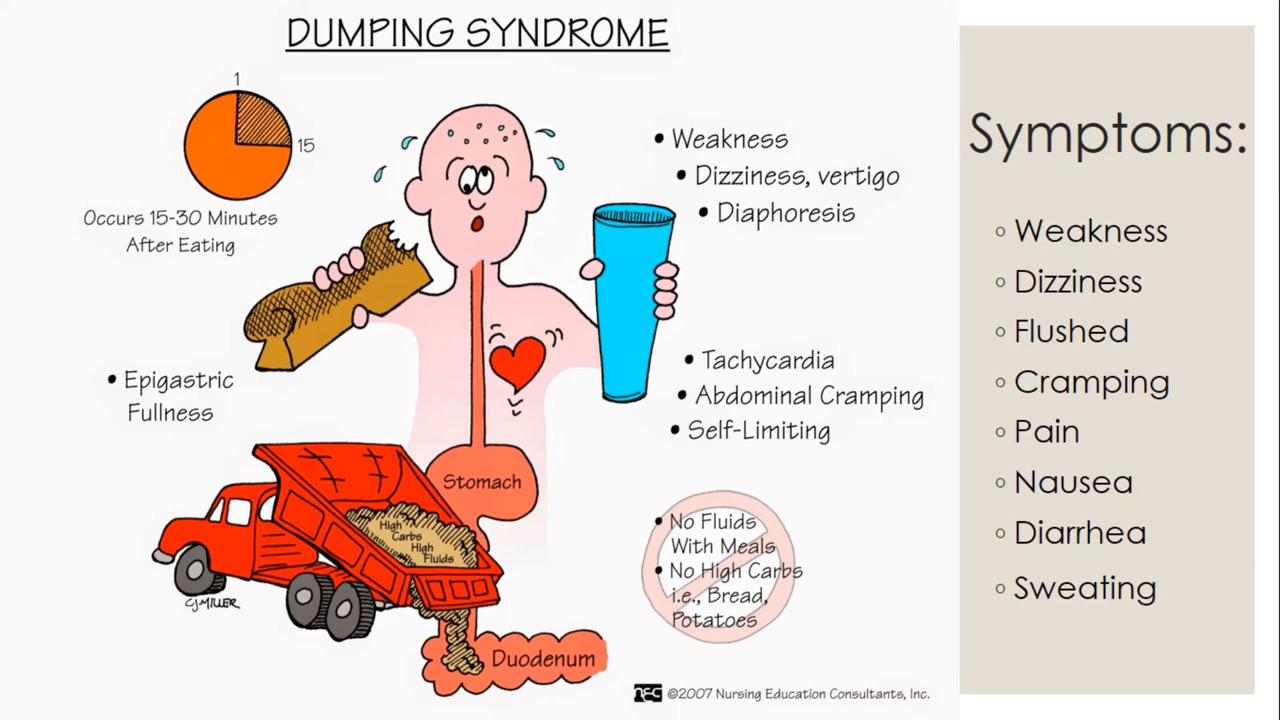 DUMPING SYNDROME
1
15
Occurs 15-30 Minutes
After Eating
• Weakness
• Dizziness, vertigo
• Diaphoresis
• Epigastric
Fullness
• Tachycardia
• Abdominal Cramping
• Self-Limiting
Stomach
High
Carbs
High
Fluids
CJMILLER
• No Fluids
With Meals
• No High Carbs
i.e., Bread,
Potatoes
Duodenum
nec ©2007 Nursing Education Consultants, Inc.
Symptoms:
◦ Weakness
◦ Dizziness
◦ Flushed
◦ Cramping
◦ Pain
◦ Nausea
◦ Diarrhea
◦ Sweating